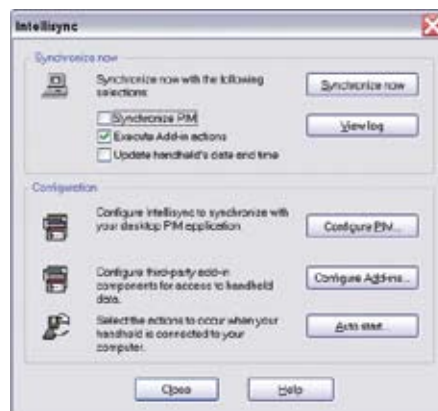 Intellisync
Synchronize now
Synchronize now with the following
selections:
Synchronize now
Synchronize PIM
Execute Add-in actions
View log
Update handheld's date and time
Configuration
Configure Intellisync to synchronize with
your desktop PIM application
Configure PIM...
Configure third-party add-in
components for access to handheld
data.
Configure Add-ins...
Select the actions to occur when your
handheld is connected to your
computer.
Auto start...
Close
Help